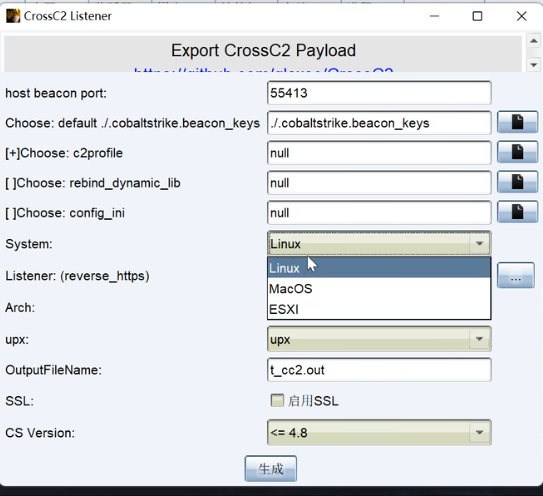 CrossC2 Listener
Export CrossC2 Payload
host beacon port: 55413
Choose: default ./.cobaltstrike.beacon_keys ./.cobaltstrike.beacon_keys
[+]Choose: c2profile null
[ ]Choose: rebind_dynamic_lib null
[ ]Choose: config_ini null
System: Linux
Linux
Listener: (reverse_https) ...
MacOS
Arch: ESXI
upx: upx
OutputFileName: t_cc2.out
SSL: 启用SSL
CS Version: <= 4.8
生成